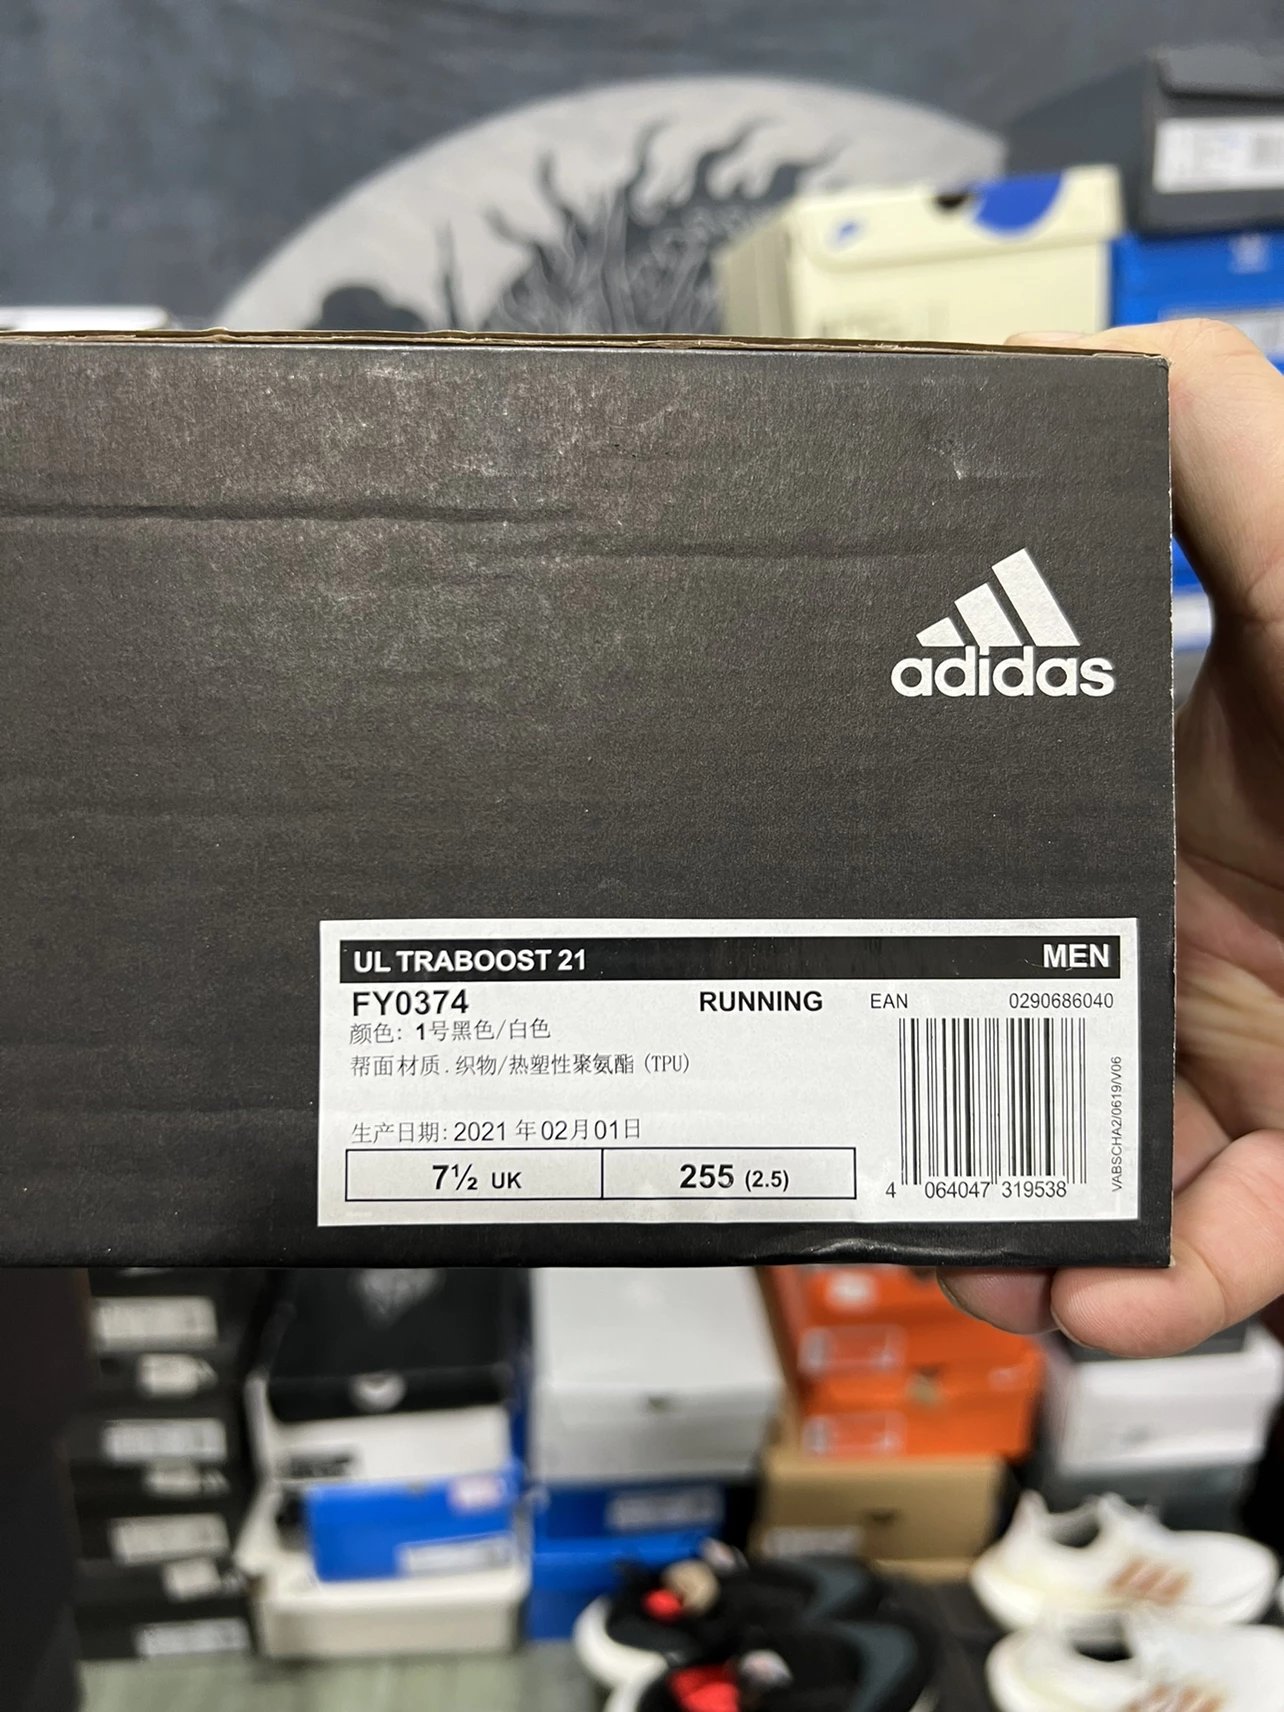 adidas
UL TRABOOST 21 MEN
FY0374 RUNNING EAN 0290686040
颜色: 1号黑色/白色
帮面材质. 织物/热塑性聚氨酯 (TPU)
生产日期: 2021 年 02月 01日
7½ UK 255 (2.5)
4 064047 319538
VABSCHA2/0619/V06